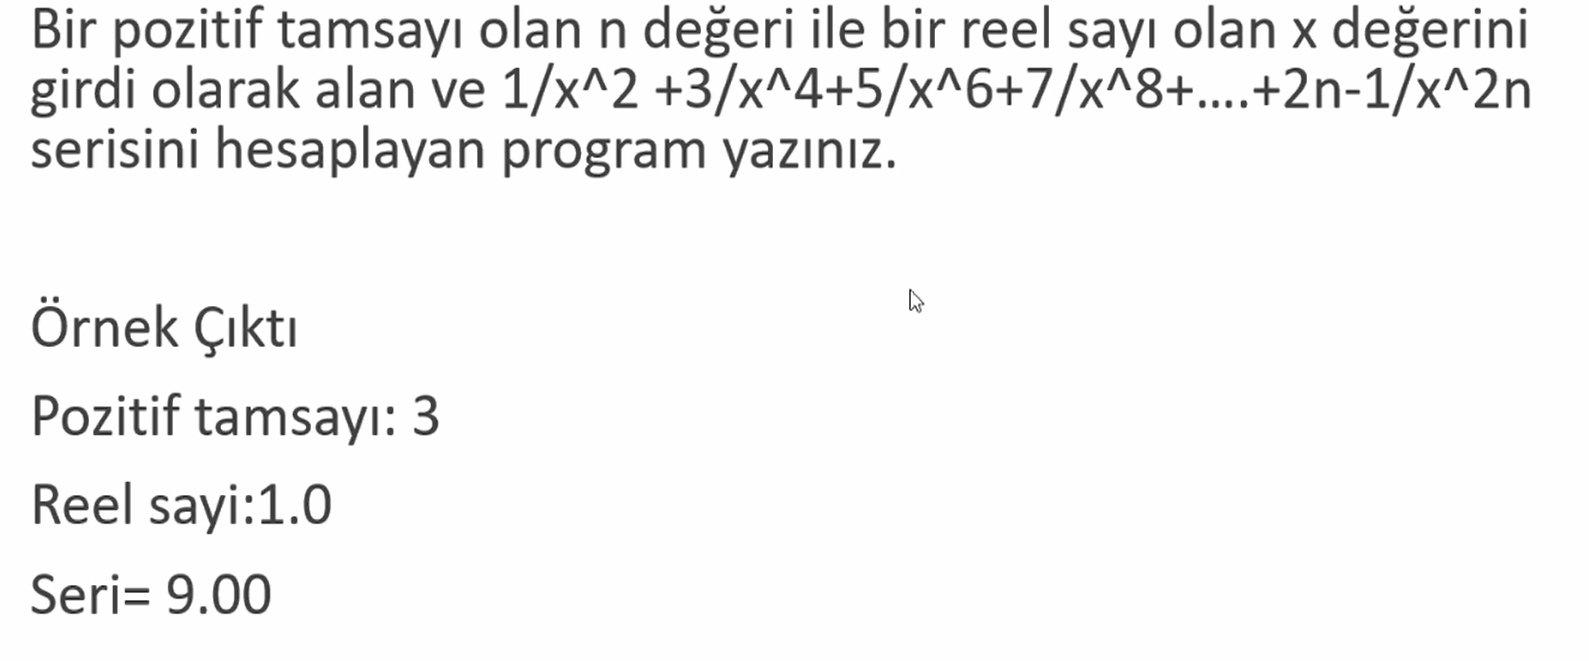 Bir pozitif tamsayı olan n değeri ile bir reel sayı olan x değerini
girdi olarak alan ve 1/x^2 +3/x^4+5/x^6+7/x^8+....+2n-1/x^2n
serisini hesaplayan program yazınız.
Örnek Çıktı
Pozitif tamsayı: 3
Reel sayi:1.0
Seri= 9.00